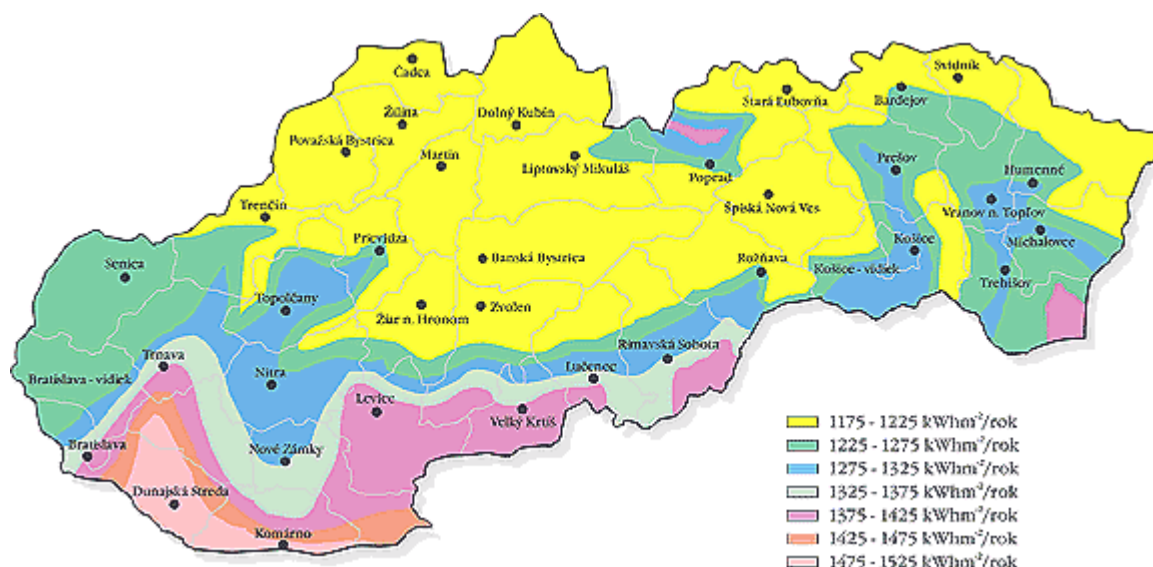 Čadca
Svidník
Stará Ľubovňa
Bardejov
Žilina
Dolný Kubín
Považská Bystrica
Martin
Liptovský Mikuláš
Poprad
Prešov
Humenné
Trenčín
Špiská Nová Ves
Vranov n. Topľov
Prievidza
Michalovce
Senica
Banská Bystrica
Rožňava
Košice
Košice - vidiek
Trebišov
Topoľčany
Žiar n. Hronom
Zvolen
Trnava
Rimavská Sobota
Bratislava - vidiek
Nitra
Lučenec
Levice
Veľký Krtíš
Bratislava
Nové Zámky
Dunajská Streda
Komárno
1175 - 1225 kWhm⁻²/rok
1225 - 1275 kWhm⁻²/rok
1275 - 1325 kWhm⁻²/rok
1325 - 1375 kWhm⁻²/rok
1375 - 1425 kWhm⁻²/rok
1425 - 1475 kWhm⁻²/rok
1475 - 1525 kWhm⁻²/rok